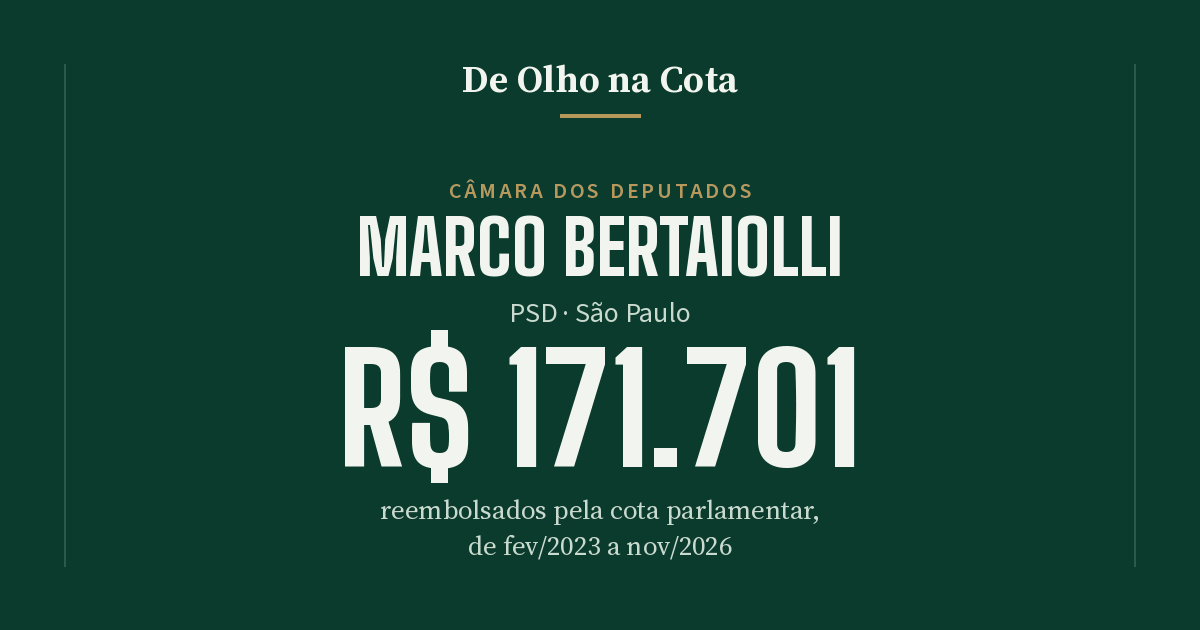 De Olho na Cota
CÂMARA DOS DEPUTADOS
MARCO BERTAIOLLI
PSD · São Paulo
R$ 171.701
reembolsados pela cota parlamentar,
de fev/2023 a nov/2026